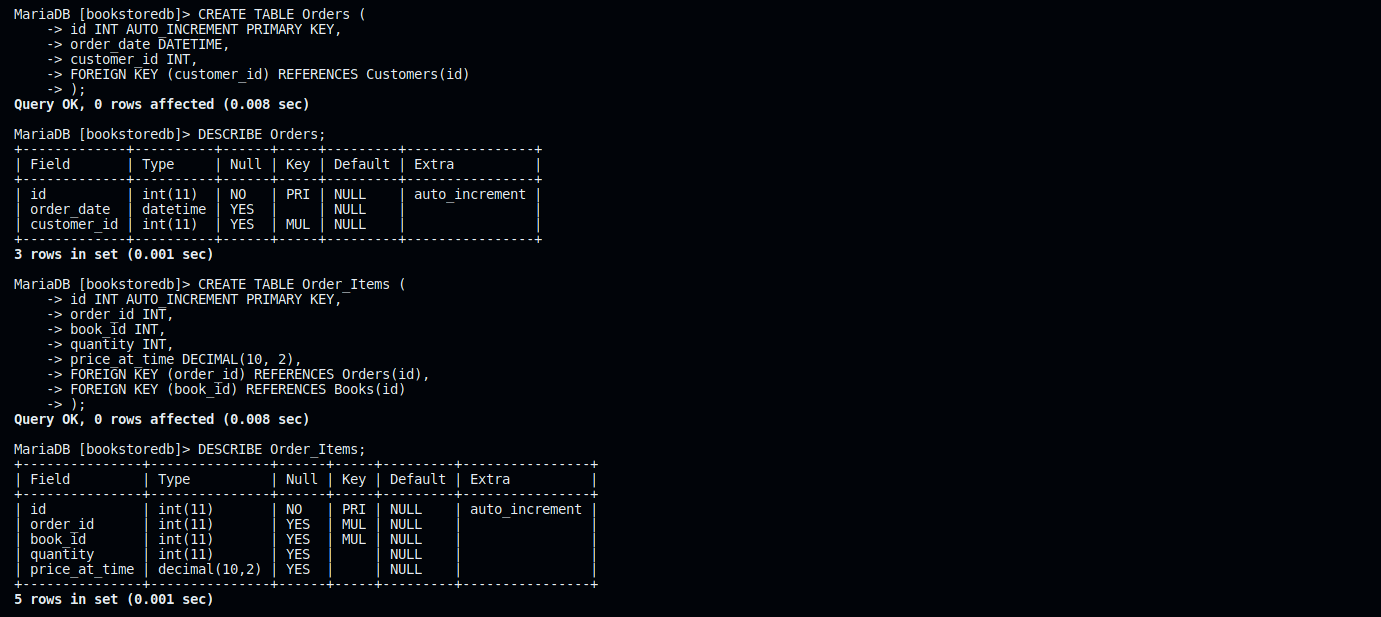 MariaDB [bookstoredb]> CREATE TABLE Orders (
    -> id INT AUTO_INCREMENT PRIMARY KEY,
    -> order_date DATETIME,
    -> customer_id INT,
    -> FOREIGN KEY (customer_id) REFERENCES Customers(id)
    -> );
Query OK, 0 rows affected (0.008 sec)

MariaDB [bookstoredb]> DESCRIBE Orders;
+-------------+----------+------+-----+---------+----------------+
| Field       | Type     | Null | Key | Default | Extra          |
+-------------+----------+------+-----+---------+----------------+
| id          | int(11)  | NO   | PRI | NULL    | auto_increment |
| order_date  | datetime | YES  |     | NULL    |                |
| customer_id | int(11)  | YES  | MUL | NULL    |                |
+-------------+----------+------+-----+---------+----------------+
3 rows in set (0.001 sec)

MariaDB [bookstoredb]> CREATE TABLE Order_Items (
    -> id INT AUTO_INCREMENT PRIMARY KEY,
    -> order_id INT,
    -> book_id INT,
    -> quantity INT,
    -> price_at_time DECIMAL(10, 2),
    -> FOREIGN KEY (order_id) REFERENCES Orders(id),
    -> FOREIGN KEY (book_id) REFERENCES Books(id)
    -> );
Query OK, 0 rows affected (0.008 sec)

MariaDB [bookstoredb]> DESCRIBE Order_Items;
+---------------+---------------+------+-----+---------+----------------+
| Field         | Type          | Null | Key | Default | Extra          |
+---------------+---------------+------+-----+---------+----------------+
| id            | int(11)       | NO   | PRI | NULL    | auto_increment |
| order_id      | int(11)       | YES  | MUL | NULL    |                |
| book_id       | int(11)       | YES  | MUL | NULL    |                |
| quantity      | int(11)       | YES  |     | NULL    |                |
| price_at_time | decimal(10,2) | YES  |     | NULL    |                |
+---------------+---------------+------+-----+---------+----------------+
5 rows in set (0.001 sec)